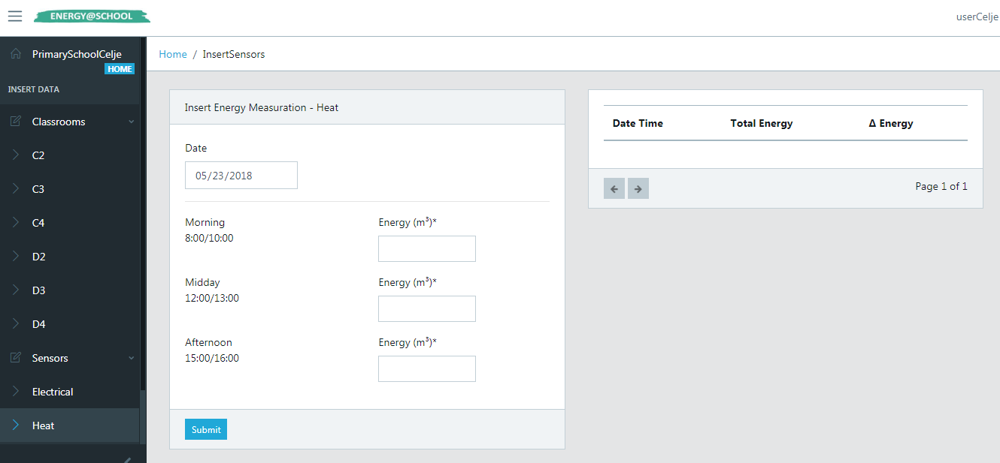 ENERGY@SCHOOL
userCelje
PrimarySchoolCelje
HOME
INSERT DATA
Classrooms
C2
C3
C4
D2
D3
D4
Sensors
Electrical
Heat
Home / InsertSensors
Insert Energy Measuration - Heat
Date
05/23/2018
Morning
8:00/10:00
Energy (m³)*
Midday
12:00/13:00
Energy (m³)*
Afternoon
15:00/16:00
Energy (m³)*
Submit
Date Time Total Energy Δ Energy
Page 1 of 1